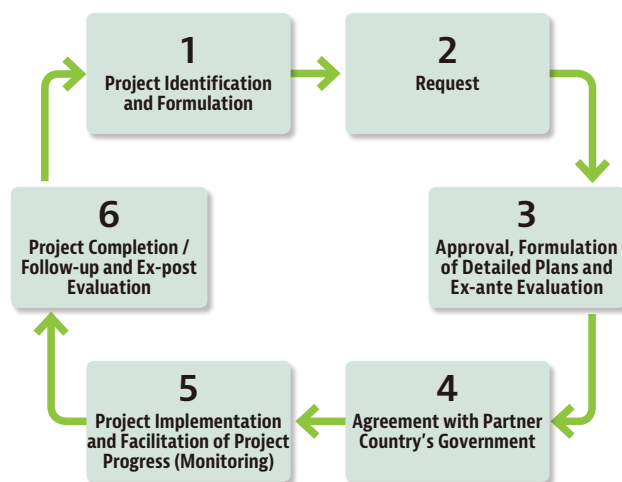 1
Project Identification
and Formulation
2
Request
3
Approval, Formulation
of Detailed Plans and
Ex-ante Evaluation
4
Agreement with Partner
Country's Government
5
Project Implementation
and Facilitation of Project
Progress (Monitoring)
6
Project Completion /
Follow-up and Ex-post
Evaluation